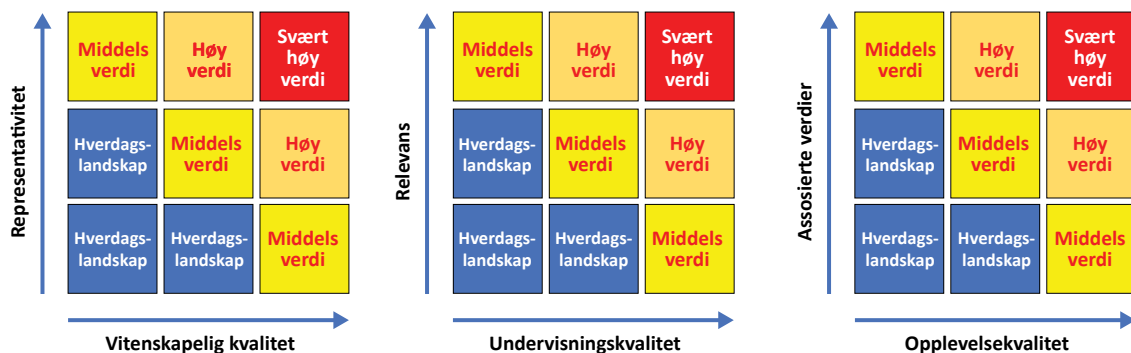 Representativitet
Middels
verdi
Høy
verdi
Svært
høy
verdi
Hverdags-
landskap
Middels
verdi
Høy
verdi
Hverdags-
landskap
Hverdags-
landskap
Middels
verdi
Vitenskapelig kvalitet
Relevans
Middels
verdi
Høy
verdi
Svært
høy
verdi
Hverdags-
landskap
Middels
verdi
Høy
verdi
Hverdags-
landskap
Hverdags-
landskap
Middels
verdi
Undervisningskvalitet
Assosierte verdier
Middels
verdi
Høy
verdi
Svært
høy
verdi
Hverdags-
landskap
Middels
verdi
Høy
verdi
Hverdags-
landskap
Hverdags-
landskap
Middels
verdi
Opplevelsekvalitet